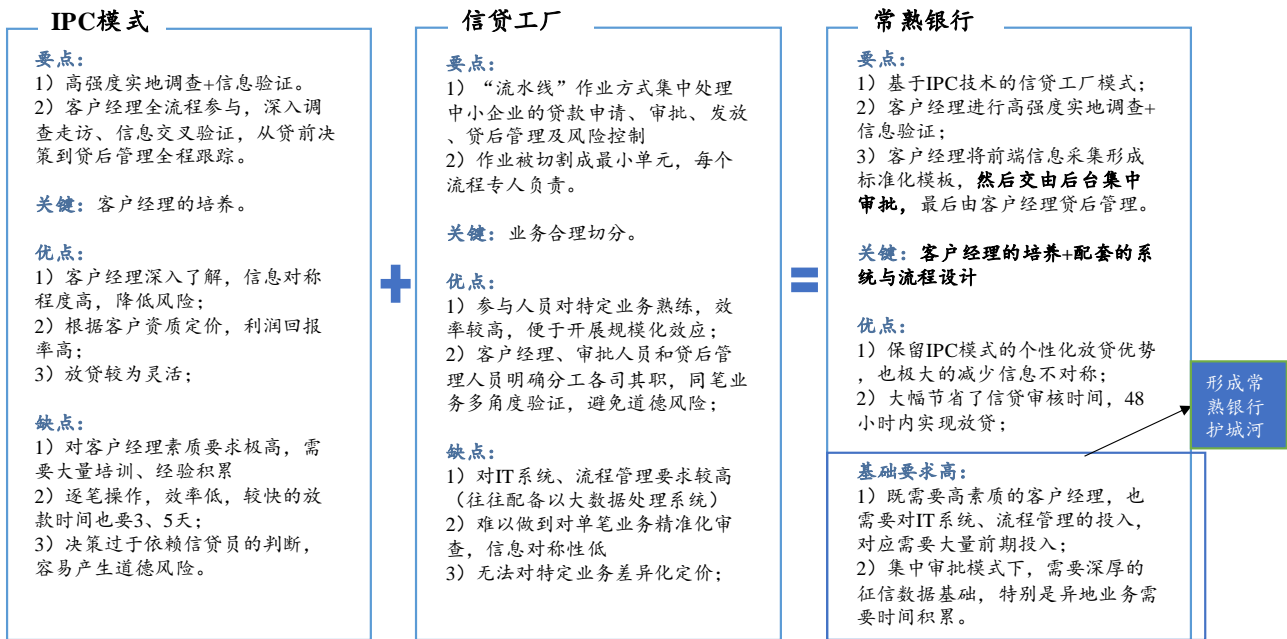 IPC模式
要点：
1）高强度实地调查+信息验证。
2）客户经理全流程参与，深入调
查走访、信息交叉验证，从贷前决
策到贷后管理全程跟踪。
关键：客户经理的培养。
优点：
1）客户经理深入了解，信息对称
程度高，降低风险；
2）根据客户资质定价，利润回报
率高；
3）放贷较为灵活；
缺点：
1）对客户经理素质要求极高，需
要大量培训、经验积累
2）逐笔操作，效率低，较快的放
款时间也要3、5天；
3）决策过于依赖信贷员的判断，
容易产生道德风险。
+
信贷工厂
要点：
1）“流水线”作业方式集中处理
中小企业的贷款申请、审批、发放
、贷后管理及风险控制
2）作业被切割成最小单元，每个
流程专人负责。
关键：业务合理切分。
优点：
1）参与人员对特定业务熟练，效
率较高，便于开展规模化效应；
2）客户经理、审批人员和贷后管
理人员明确分工各司其职，同笔业
务多角度验证，避免道德风险；
缺点：
1）对IT系统、流程管理要求较高
（往往配备以大数据处理系统）
2）难以做到对单笔业务精准化审
查，信息对称性低
3）无法对特定业务差异化定价；
=
常熟银行
要点：
1）基于IPC技术的信贷工厂模式；
2）客户经理进行高强度实地调查+
信息验证；
3）客户经理将前端信息采集形成
标准化模板，然后交由后台集中
审批，最后由客户经理贷后管理。
关键：客户经理的培养+配套的系
统与流程设计
优点：
1）保留IPC模式的个性化放贷优势
，也极大的减少信息不对称；
2）大幅节省了信贷审核时间，48
小时内实现放贷；
基础要求高：
1）既需要高素质的客户经理，也
需要对IT系统、流程管理的投入，
对应需要大量前期投入；
2）集中审批模式下，需要深厚的
征信数据基础，特别是异地业务需
要时间积累。
形成常
熟银行
护城河